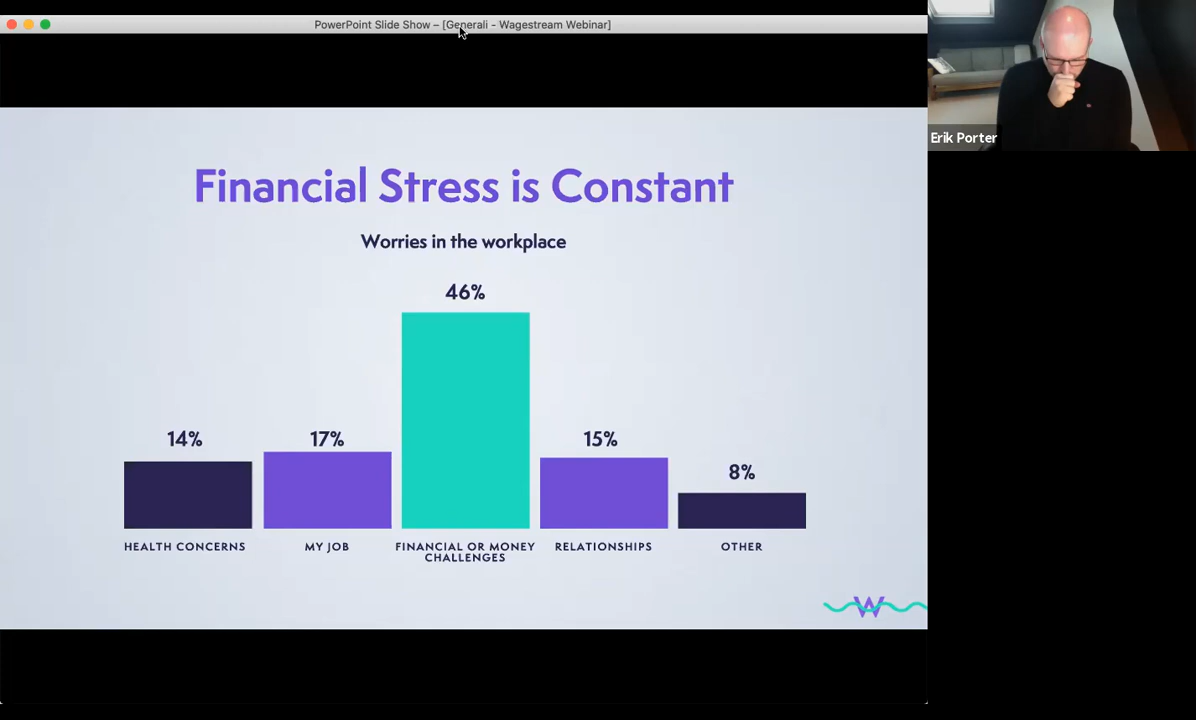 PowerPoint Slide Show – [Generali - Wagestream Webinar]
Erik Porter
Financial Stress is Constant
Worries in the workplace
46%
14%
17%
15%
8%
HEALTH CONCERNS
MY JOB
FINANCIAL OR MONEY
CHALLENGES
RELATIONSHIPS
OTHER
W